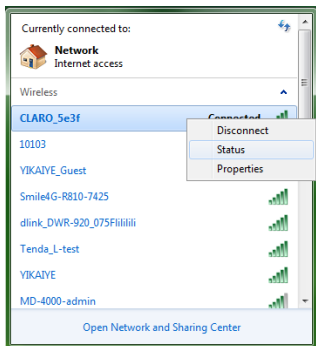 Currently connected to:
Network
Internet access
Wireless
CLARO_5e3f Connected
Disconnect
10103
Status
YIKAIYE_Guest
Properties
Smile4G-R810-7425
dlink_DWR-920_075Flilili
Tenda_L-test
YIKAIYE
MD-4000-admin
Open Network and Sharing Center